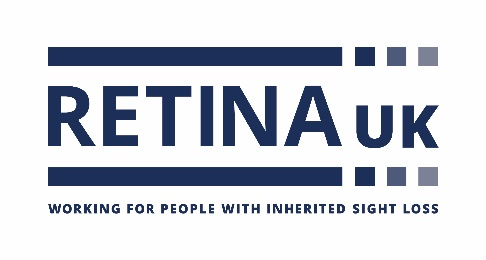 RETINA UK
WORKING FOR PEOPLE WITH INHERITED SIGHT LOSS